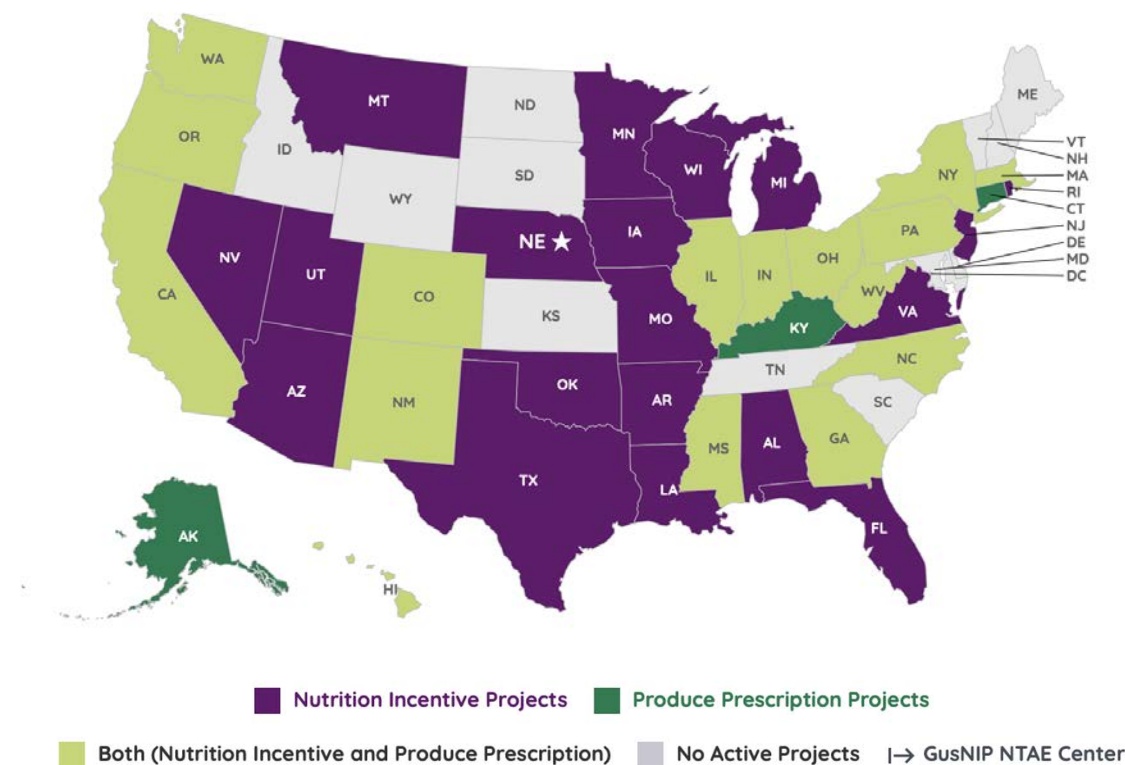 WA
MT
ND
MN
ME
OR
ID
SD
WI
MI
NY
VT
NH
MA
RI
CT
NJ
DE
MD
DC
WY
NE
IA
PA
NV
UT
CO
IL
IN
OH
WV
VA
CA
KS
MO
KY
NC
AZ
NM
OK
AR
TN
SC
TX
LA
MS
AL
GA
FL
AK
HI
Nutrition Incentive Projects
Produce Prescription Projects
Both (Nutrition Incentive and Produce Prescription)
No Active Projects
GusNIP NTAE Center